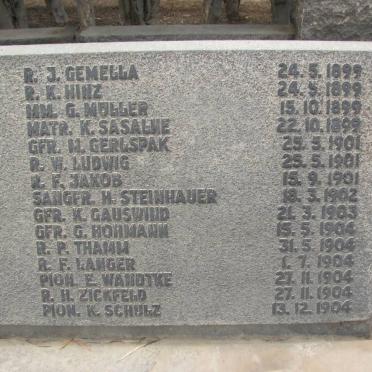 R. J. GEMELLA 24. 5. 1899
R. K. HINZ 24. 5. 1899
MM. G. MÜLLER 15. 10. 1899
MATR. K. SASALHE 22. 10. 1899
GFR. M. GERLSPAK 25. 5. 1901
R. W. LUDWIG 25. 5. 1901
R. F. JAKOB 15. 9. 1901
SANGFR. H. STEINHAUER 18. 3. 1902
GFR. K. GAUSWIND 21. 3. 1903
GFR. G. HOHMANN 15. 5. 1904
R. P. THAMM 31. 5. 1904
R. F. LANGER 1. 7. 1904
PION. E. WANDTKE 27. 11. 1904
R. H. ZICKFELD 27. 11. 1904
PION. K. SCHULZ 13. 12. 1904